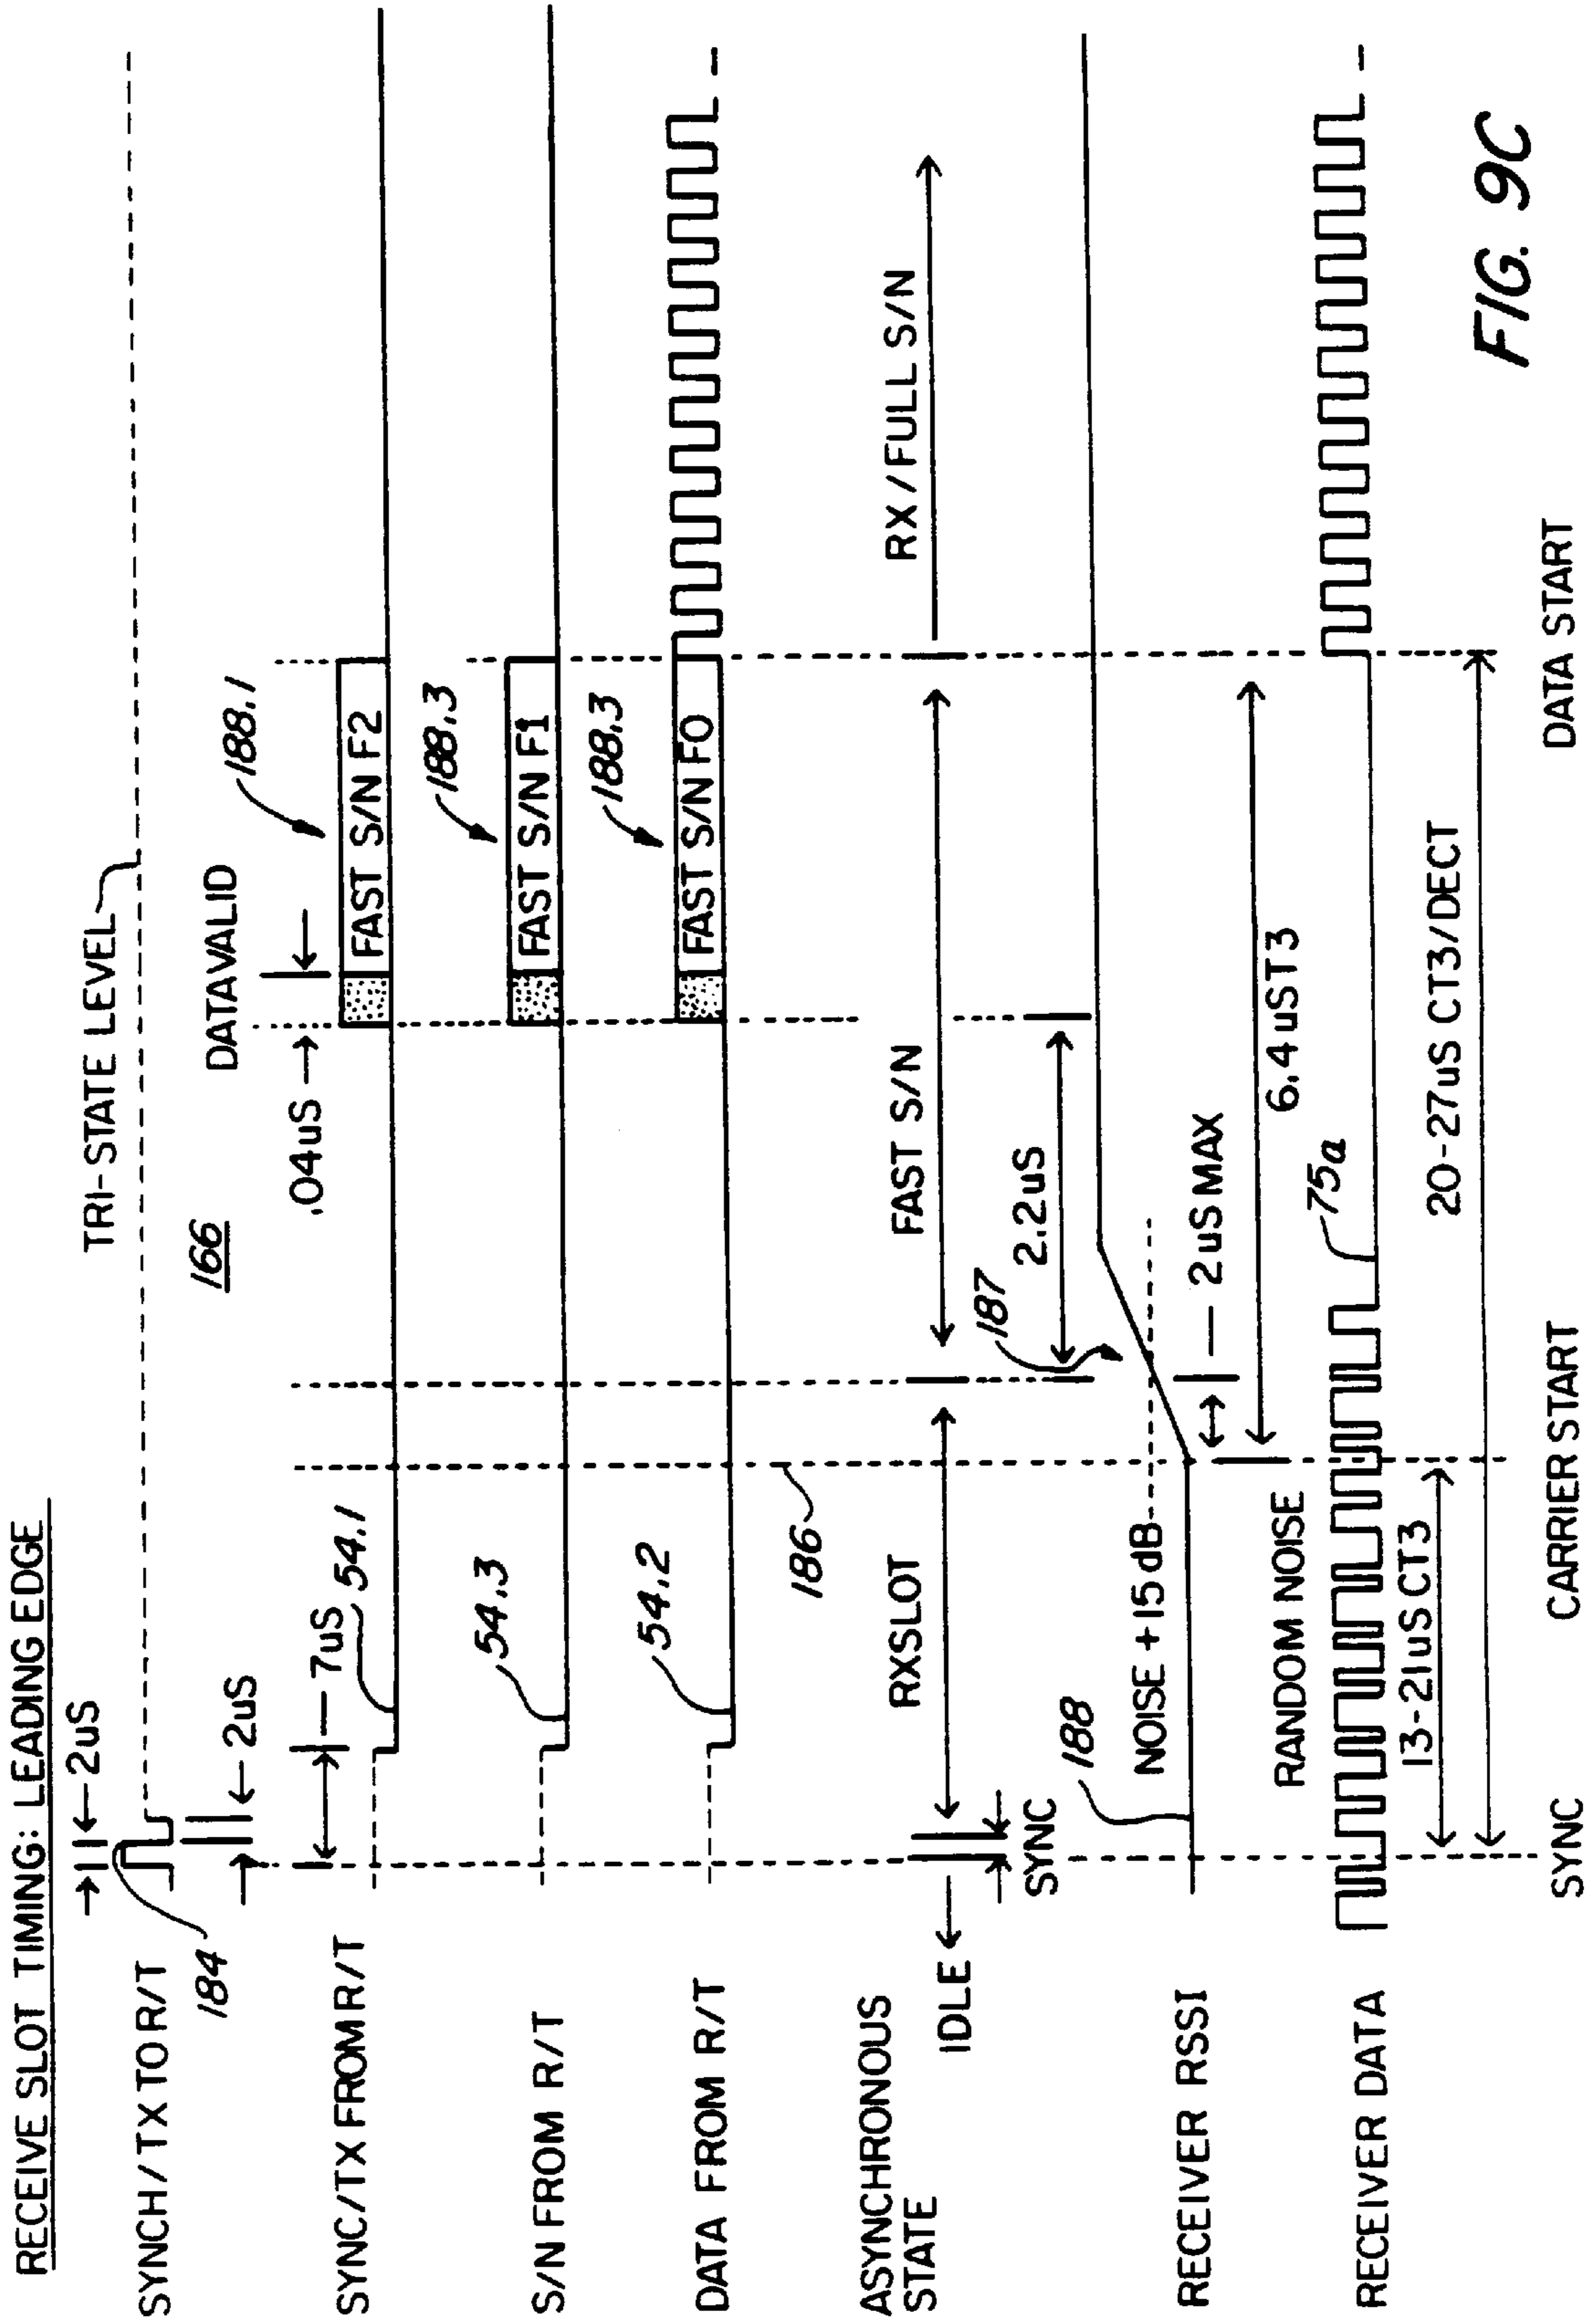 RECEIVE SLOT TIMING: LEADING EDGE
2uS
TRI-STATE LEVEL
SYNCH/TX TO R/T
184
2uS
166
.04uS
DATAVALID
188.1
SYNC/TX FROM R/T
7uS
54.1
FAST S/N F2
188.3
S/N FROM R/T
54.3
FAST S/N F1
188.3
DATA FROM R/T
54.2
FAST S/N F0
186
ASYNCHRONOUS
STATE
IDLE
SYNC
RXSLOT
FAST S/N
RX/FULL S/N
187
2.2uS
188
NOISE +15dB
RECEIVER RSSI
2uS MAX
RANDOM NOISE
6.4uST3
75a
RECEIVER DATA
13-21uS CT3
20-27uS CT3/DECT
SYNC
CARRIER START
DATA START
FIG. 9C